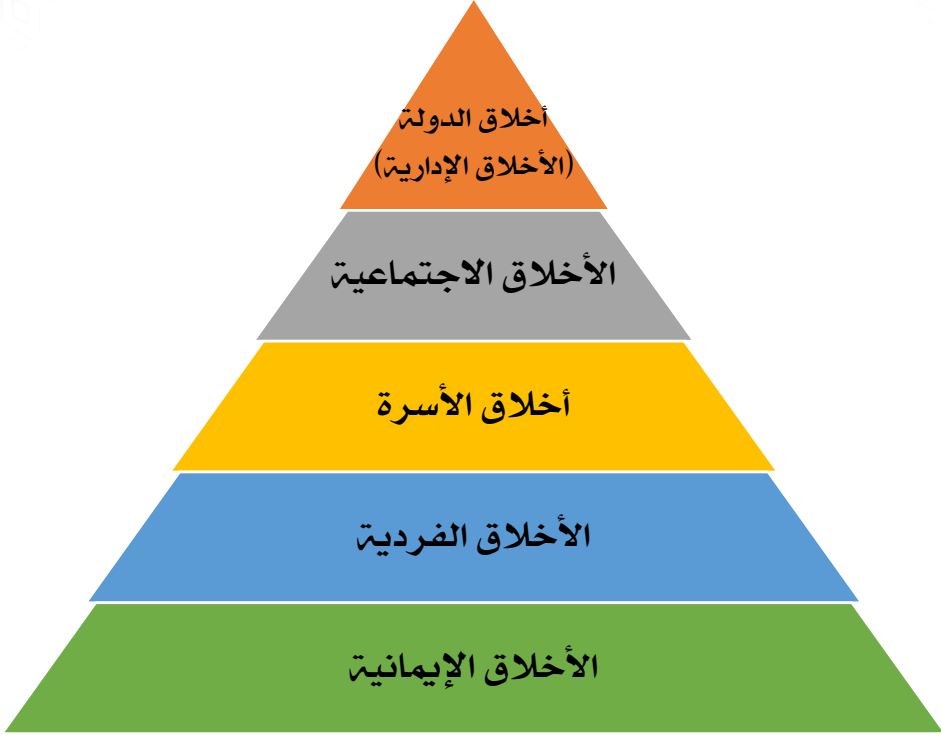 أخلاق الدولة
(الأخلاق الإدارية)
الأخلاق الاجتماعية
أخلاق الأسرة
الأخلاق الفردية
الأخلاق الإيمانية